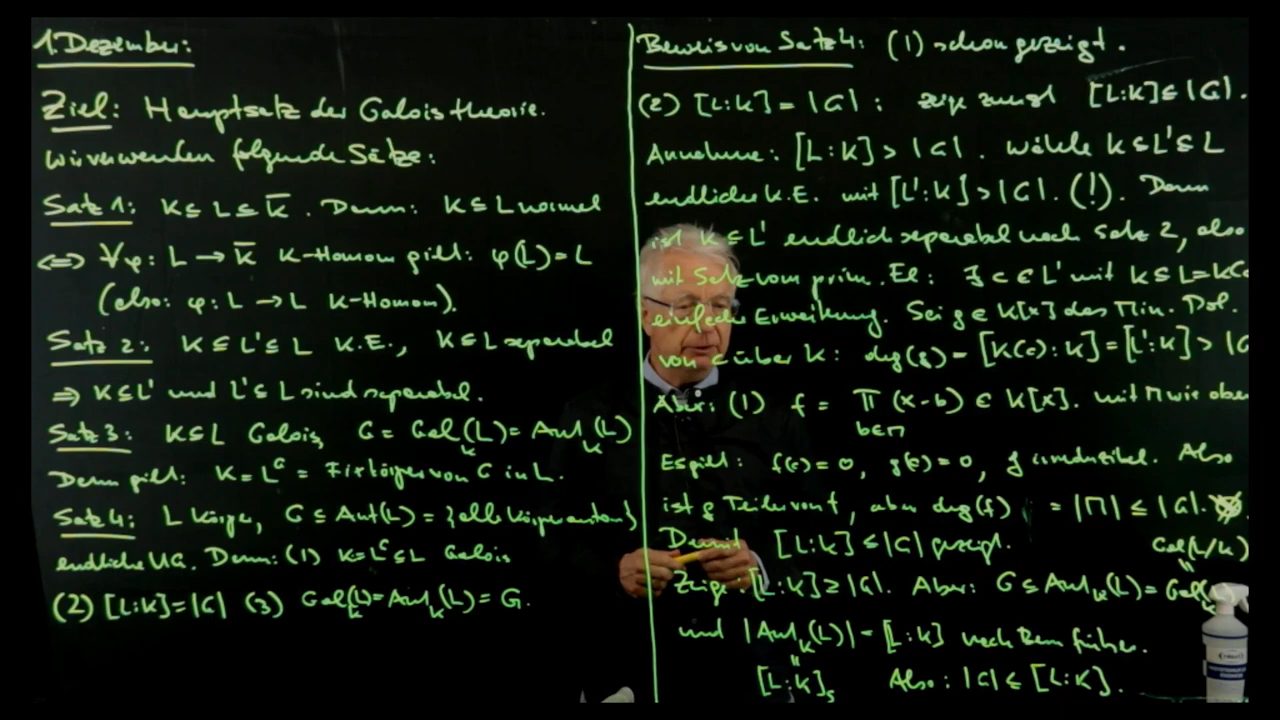 1. Dezember:
Ziel: Hauptsatz der Galoistheorie.
Wir verwenden folgende Sätze:
Satz 1: K ⊆ L ⊆ K̅. Dann: K ⊆ L normal
⟺ ∀φ: L → K̅ K-Homom gilt: φ(L) = L
(also: φ: L → L K-Homom).
Satz 2: K ⊆ L' ⊆ L K.E., K ⊆ L separabel
⇒ K ⊆ L' und L' ⊆ L sind separabel.
Satz 3: K ⊆ L Galois, G = Gal_K(L) = Aut_K(L)
Dann gilt: K = L^G = Fixkörper von G in L.
Satz 4: L Körper, G ⊆ Aut(L) = {alle Körperautom}
endliche UG. Dann: (1) K = L^G ⊆ L Galois
(2) [L:K] = |G| (3) Gal_K(L) = Aut_K(L) = G.
Beweis von Satz 4: (1) schon gezeigt.
(2) [L:K] = |G|: zeige zuerst [L:K] ≤ |G|.
Annahme: [L:K] > |G|. Wähle K ⊆ L' ⊆ L
endliche K.E. mit [L':K] > |G|. (!). Dann
ist K ⊆ L' endlich separabel nach Satz 2, also
mit Satz vom prim. El: ∃ c ∈ L' mit K ⊆ L = K(c
einfache Erweiterung. Sei g ∈ K[x] das Min. Pol.
von c über K: deg(g) = [K(c):K] = [L':K] > |G
Aber: (1) f = ∏ (x-b) ∈ K[x]. mit M wie oben
b∈M
Es gilt: f(c) = 0, g(c) = 0, g irreduzibel. Also
ist g Teiler von f, aber deg(f) = |M| ≤ |G|.
Damit [L:K] ≤ |G| gezeigt.
Gal(L/K)
"
Zeige: [L:K] ≥ |G|. Aber: G ⊆ Aut_K(L) = Gal_K(L)
und |Aut_K(L)| = [L:K] nach Bem früher.
"
[L:K]_s Also: |G| ≤ [L:K].